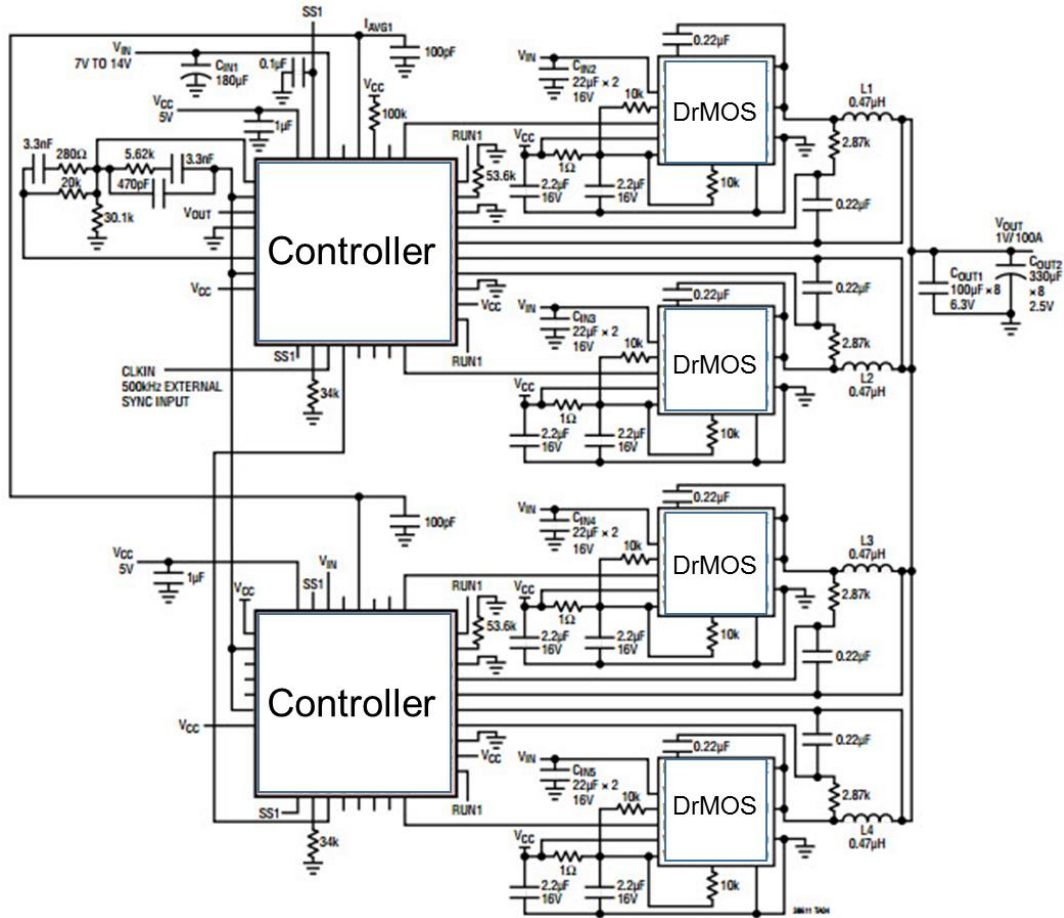 SS1
IAVG1
VIN
7V TO 14V
CIN1
180µF
0.1µF
100pF
VCC
5V
1µF
VCC
100k
3.3nF
280Ω
5.62k
3.3nF
20k
470pF
30.1k
VOUT
VCC
Controller
RUN1
53.6k
VCC
RUN1
SS1
34k
CLKIN
500kHz EXTERNAL
SYNC INPUT
0.22µF
VIN
CIN2
22µF × 2
16V
10k
DrMOS
VCC
1Ω
2.2µF
16V
2.2µF
16V
10k
L1
0.47µH
2.87k
0.22µF
VOUT
1V/100A
COUT1
100µF × 8
6.3V
COUT2
330µF
× 8
2.5V
0.22µF
VIN
CIN3
22µF × 2
16V
10k
DrMOS
VCC
1Ω
2.2µF
16V
2.2µF
16V
10k
0.22µF
2.87k
L2
0.47µH
100pF
VCC
5V
1µF
SS1
VIN
VCC
VCC
Controller
RUN1
53.6k
VCC
RUN1
SS1
34k
0.22µF
VIN
CIN4
22µF × 2
16V
10k
DrMOS
VCC
1Ω
2.2µF
16V
2.2µF
16V
10k
L3
0.47µH
2.87k
0.22µF
0.22µF
VIN
CIN5
22µF × 2
16V
10k
DrMOS
VCC
1Ω
2.2µF
16V
2.2µF
16V
10k
0.22µF
2.87k
L4
0.47µH